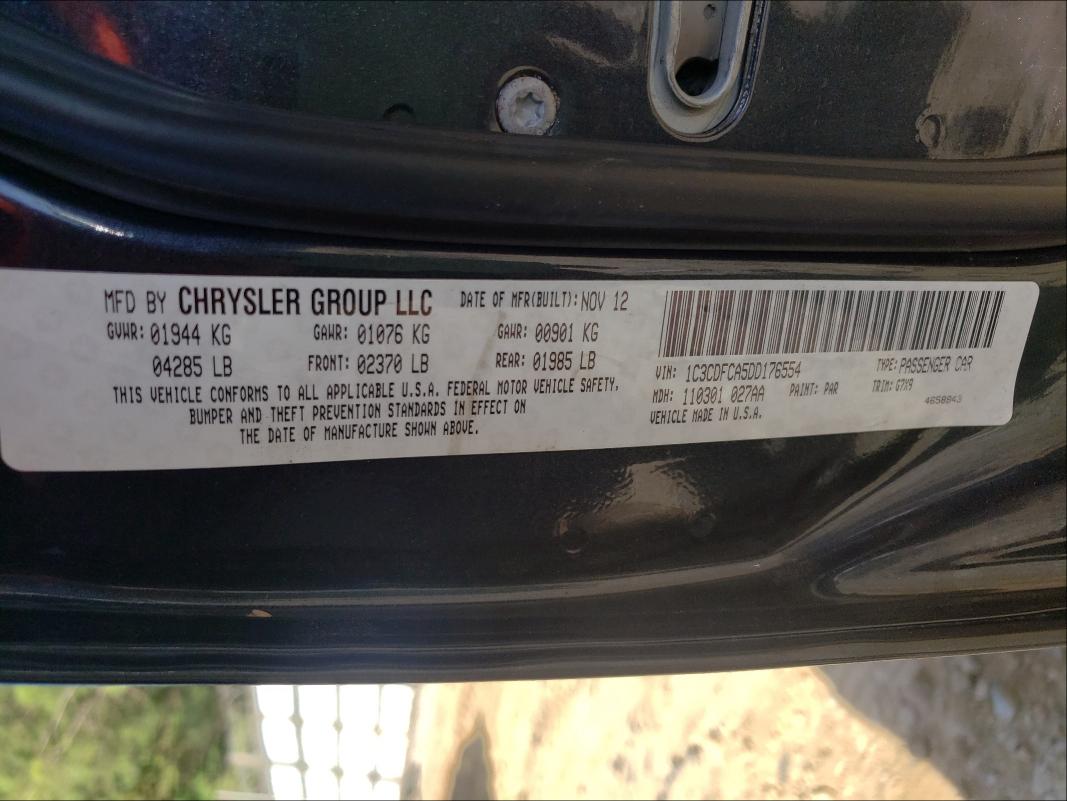 MFD BY CHRYSLER GROUP LLC DATE OF MFR(BUILT): NOV 12
GVWR: 01944 KG GAWR: 01076 KG GAWR: 00901 KG
04285 LB FRONT: 02370 LB REAR: 01985 LB
THIS VEHICLE CONFORMS TO ALL APPLICABLE U.S.A. FEDERAL MOTOR VEHICLE SAFETY,
BUMPER AND THEFT PREVENTION STANDARDS IN EFFECT ON
THE DATE OF MANUFACTURE SHOWN ABOVE.
VIN: 1C3CDFCA5DD176554 TYPE: PASSENGER CAR
MDH: 110301 027AA PAINT: PAR TRIM: G7X9
VEHICLE MADE IN U.S.A. 4658843